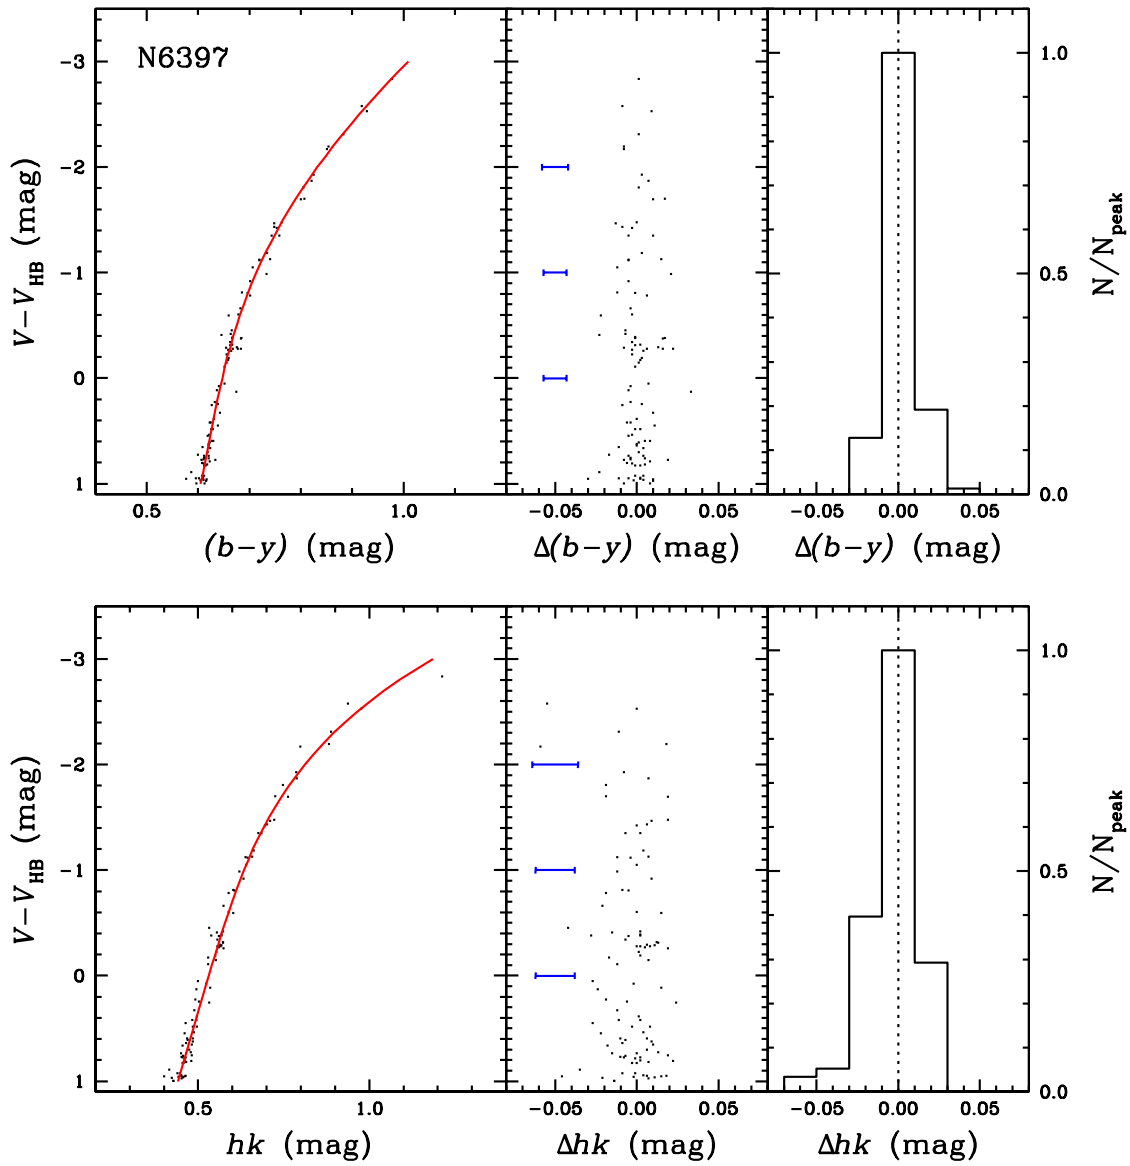 N6397
-3
-2
-1
0
1
V−V_HB (mag)
0.5 1.0
(b−y) (mag)
−0.05 0.00 0.05
Δ(b−y) (mag)
−0.05 0.00 0.05
Δ(b−y) (mag)
1.0
0.5
0.0
N/N_peak
-3
-2
-1
0
1
V−V_HB (mag)
0.5 1.0
hk (mag)
−0.05 0.00 0.05
Δhk (mag)
−0.05 0.00 0.05
Δhk (mag)
1.0
0.5
0.0
N/N_peak